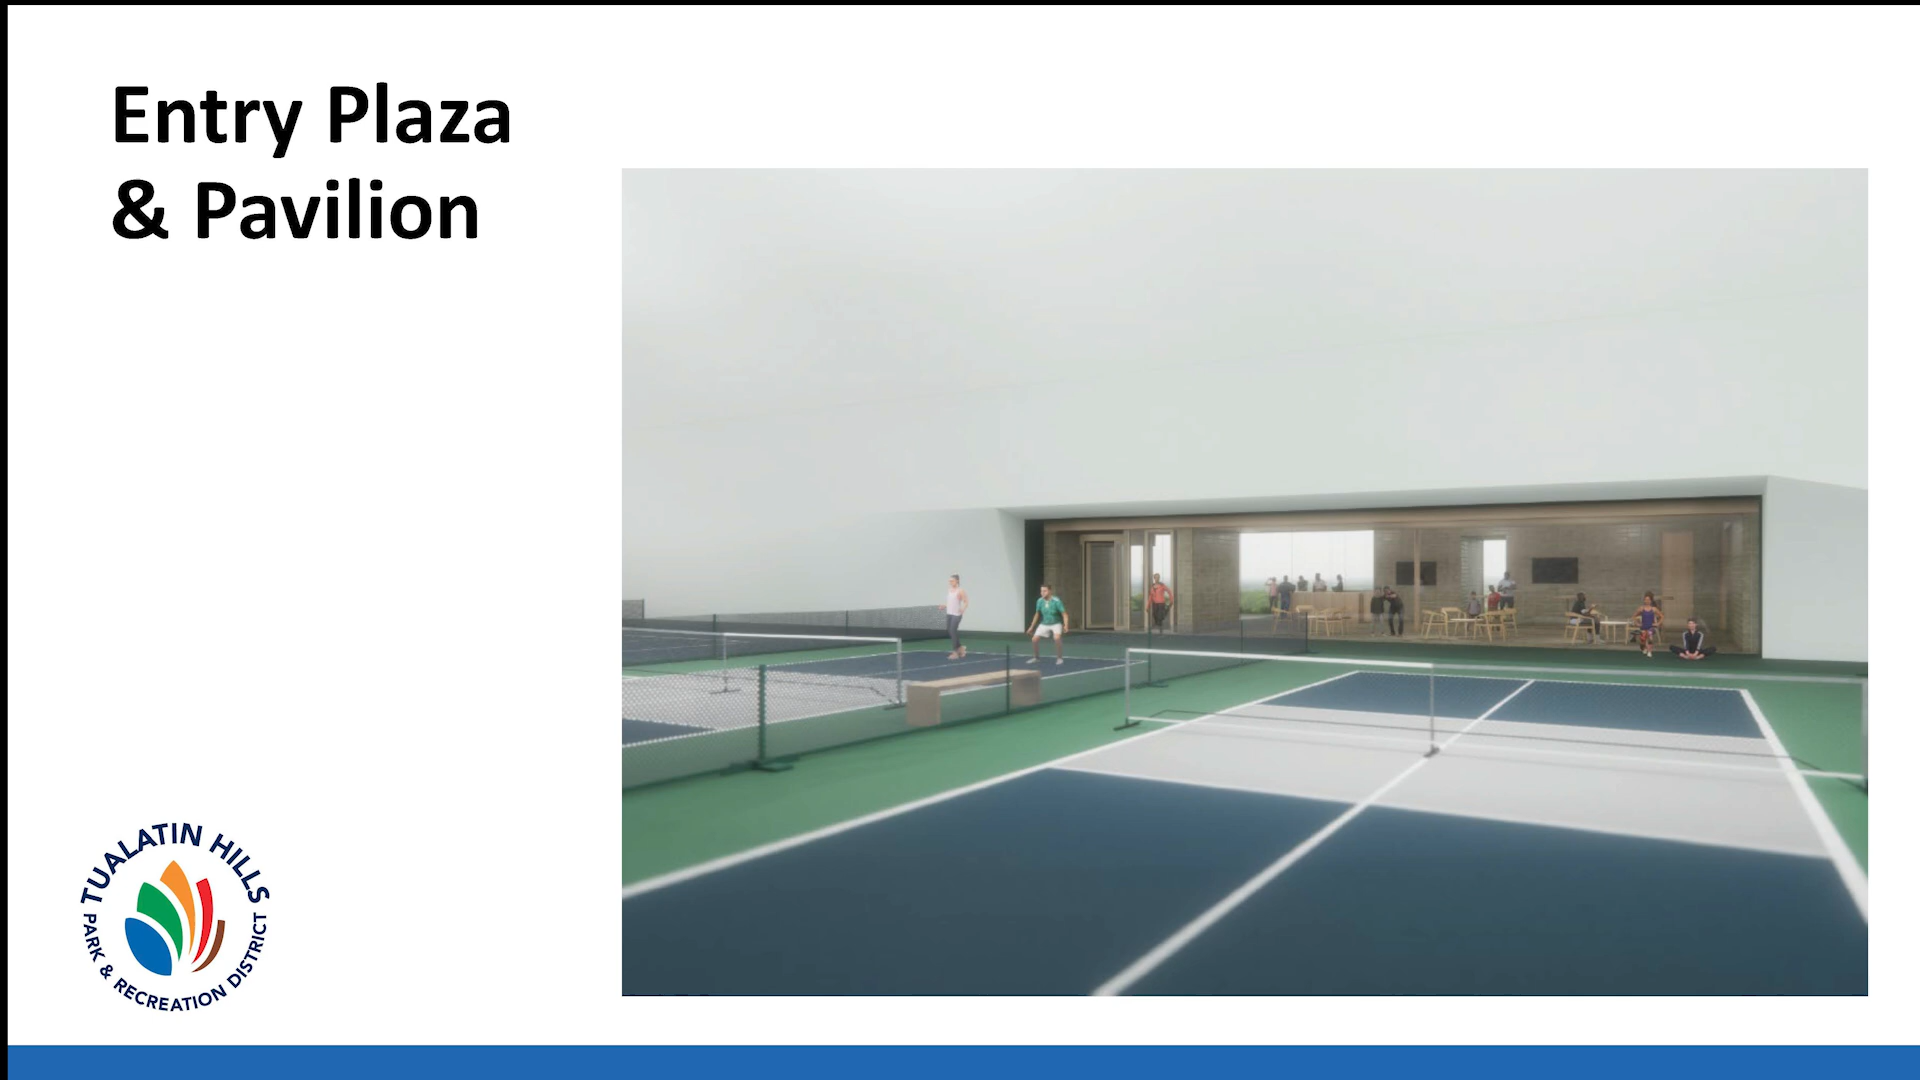 Entry Plaza
& Pavilion
TUALATIN HILLS
PARK & RECREATION DISTRICT